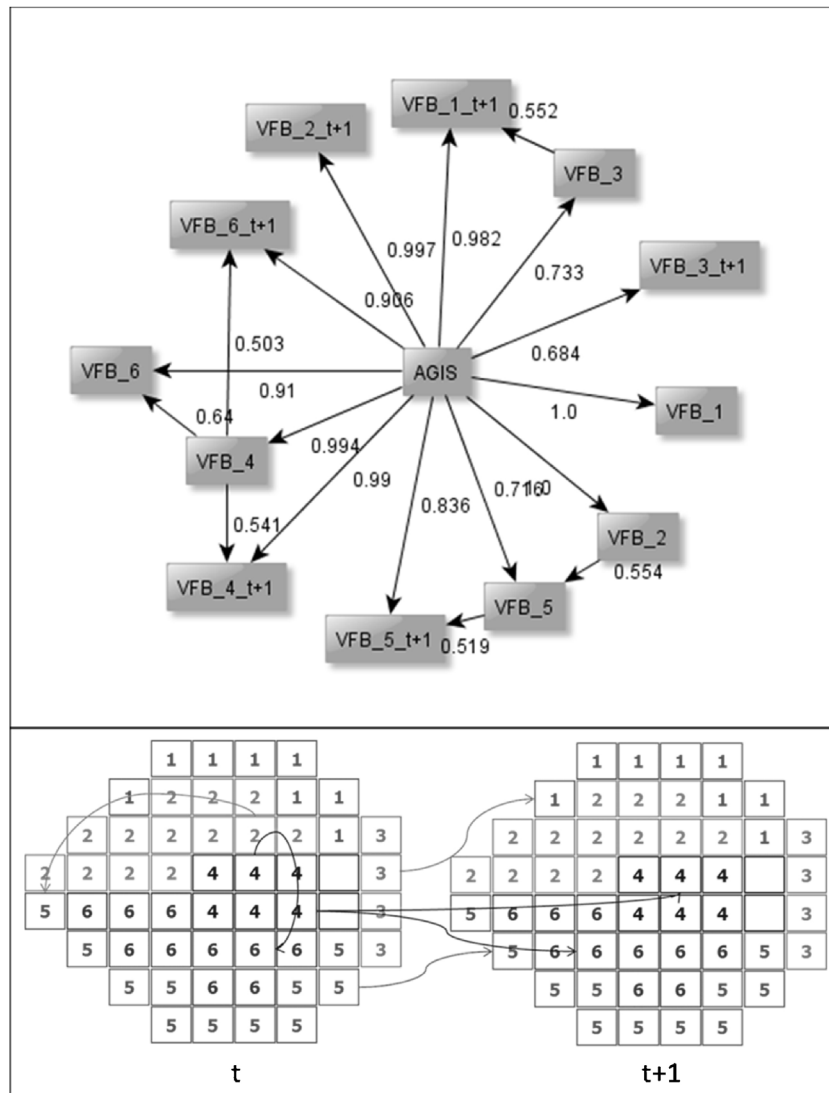 VFB_1_t+1
0.552
VFB_2_t+1
VFB_3
VFB_6_t+1
0.997
0.982
0.733
VFB_3_t+1
0.906
0.503
0.684
VFB_6
AGIS
0.91
1.0
VFB_1
0.64
VFB_4
0.994
0.99
0.716
1.0
0.836
0.541
VFB_2
0.554
VFB_4_t+1
VFB_5
VFB_5_t+1
0.519
1 1 1 1
1 2 2 2 1 1
2 2 2 2 2 2 1 3
2 2 2 2 4 4 4 3
5 6 6 6 4 4 4 3
5 6 6 6 6 6 5 3
5 5 6 6 5 5
5 5 5 5
t
1 1 1 1
1 2 2 2 1 1
2 2 2 2 2 2 1 3
2 2 2 2 4 4 4 3
5 6 6 6 4 4 4 3
5 6 6 6 6 6 5 3
5 5 6 6 5 5
5 5 5 5
t+1